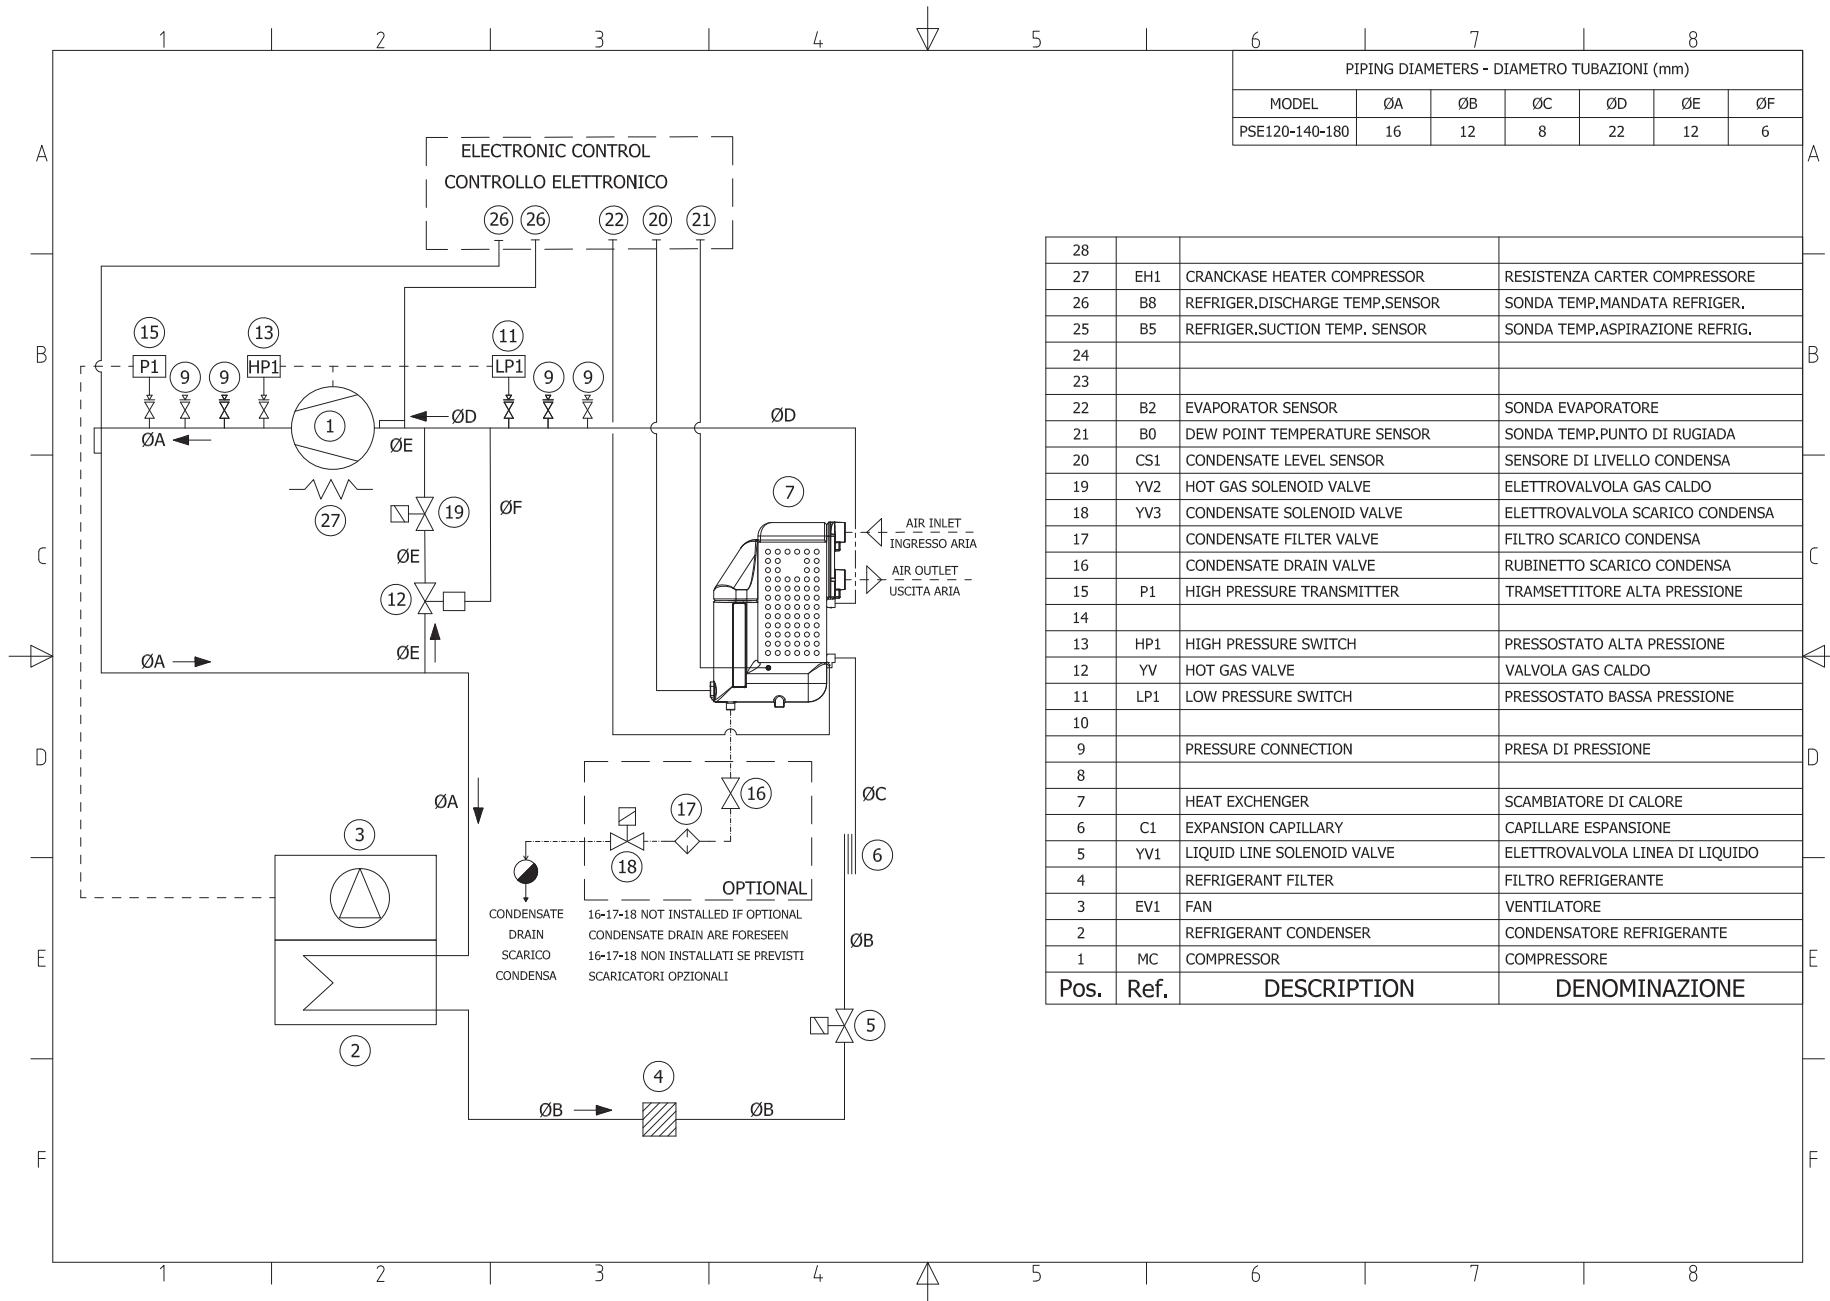 1 2 3 4 5 6 7 8
PIPING DIAMETERS - DIAMETRO TUBAZIONI (mm)
MODEL ØA ØB ØC ØD ØE ØF
PSE120-140-180 16 12 8 22 12 6
A A
ELECTRONIC CONTROL
CONTROLLO ELETTRONICO
26 26 22 20 21
B B
15 13 11
P1 9 9 HP1 LP1 9 9
1
ØA ØE ØD ØD
27
19 ØF
7
C C
AIR INLET
INGRESSO ARIA
AIR OUTLET
USCITA ARIA
ØE
12
ØE
ØA
D D
ØA
16
17
ØC
18
6
OPTIONAL
3
CONDENSATE
DRAIN
SCARICO
CONDENSA
16-17-18 NOT INSTALLED IF OPTIONAL
CONDENSATE DRAIN ARE FORESEEN
16-17-18 NON INSTALLATI SE PREVISTI
SCARICATORI OPZIONALI
ØB
E E
5
2
4
ØB ØB
F F
28
27 EH1 CRANCKASE HEATER COMPRESSOR RESISTENZA CARTER COMPRESSORE
26 B8 REFRIGER.DISCHARGE TEMP.SENSOR SONDA TEMP.MANDATA REFRIGER.
25 B5 REFRIGER.SUCTION TEMP. SENSOR SONDA TEMP.ASPIRAZIONE REFRIG.
24
23
22 B2 EVAPORATOR SENSOR SONDA EVAPORATORE
21 B0 DEW POINT TEMPERATURE SENSOR SONDA TEMP.PUNTO DI RUGIADA
20 CS1 CONDENSATE LEVEL SENSOR SENSORE DI LIVELLO CONDENSA
19 YV2 HOT GAS SOLENOID VALVE ELETTROVALVOLA GAS CALDO
18 YV3 CONDENSATE SOLENOID VALVE ELETTROVALVOLA SCARICO CONDENSA
17 CONDENSATE FILTER VALVE FILTRO SCARICO CONDENSA
16 CONDENSATE DRAIN VALVE RUBINETTO SCARICO CONDENSA
15 P1 HIGH PRESSURE TRANSMITTER TRAMSETTITORE ALTA PRESSIONE
14
13 HP1 HIGH PRESSURE SWITCH PRESSOSTATO ALTA PRESSIONE
12 YV HOT GAS VALVE VALVOLA GAS CALDO
11 LP1 LOW PRESSURE SWITCH PRESSOSTATO BASSA PRESSIONE
10
9 PRESSURE CONNECTION PRESA DI PRESSIONE
8
7 HEAT EXCHENGER SCAMBIATORE DI CALORE
6 C1 EXPANSION CAPILLARY CAPILLARE ESPANSIONE
5 YV1 LIQUID LINE SOLENOID VALVE ELETTROVALVOLA LINEA DI LIQUIDO
4 REFRIGERANT FILTER FILTRO REFRIGERANTE
3 EV1 FAN VENTILATORE
2 REFRIGERANT CONDENSER CONDENSATORE REFRIGERANTE
1 MC COMPRESSOR COMPRESSORE
Pos. Ref. DESCRIPTION DENOMINAZIONE
1 2 3 4 5 6 7 8